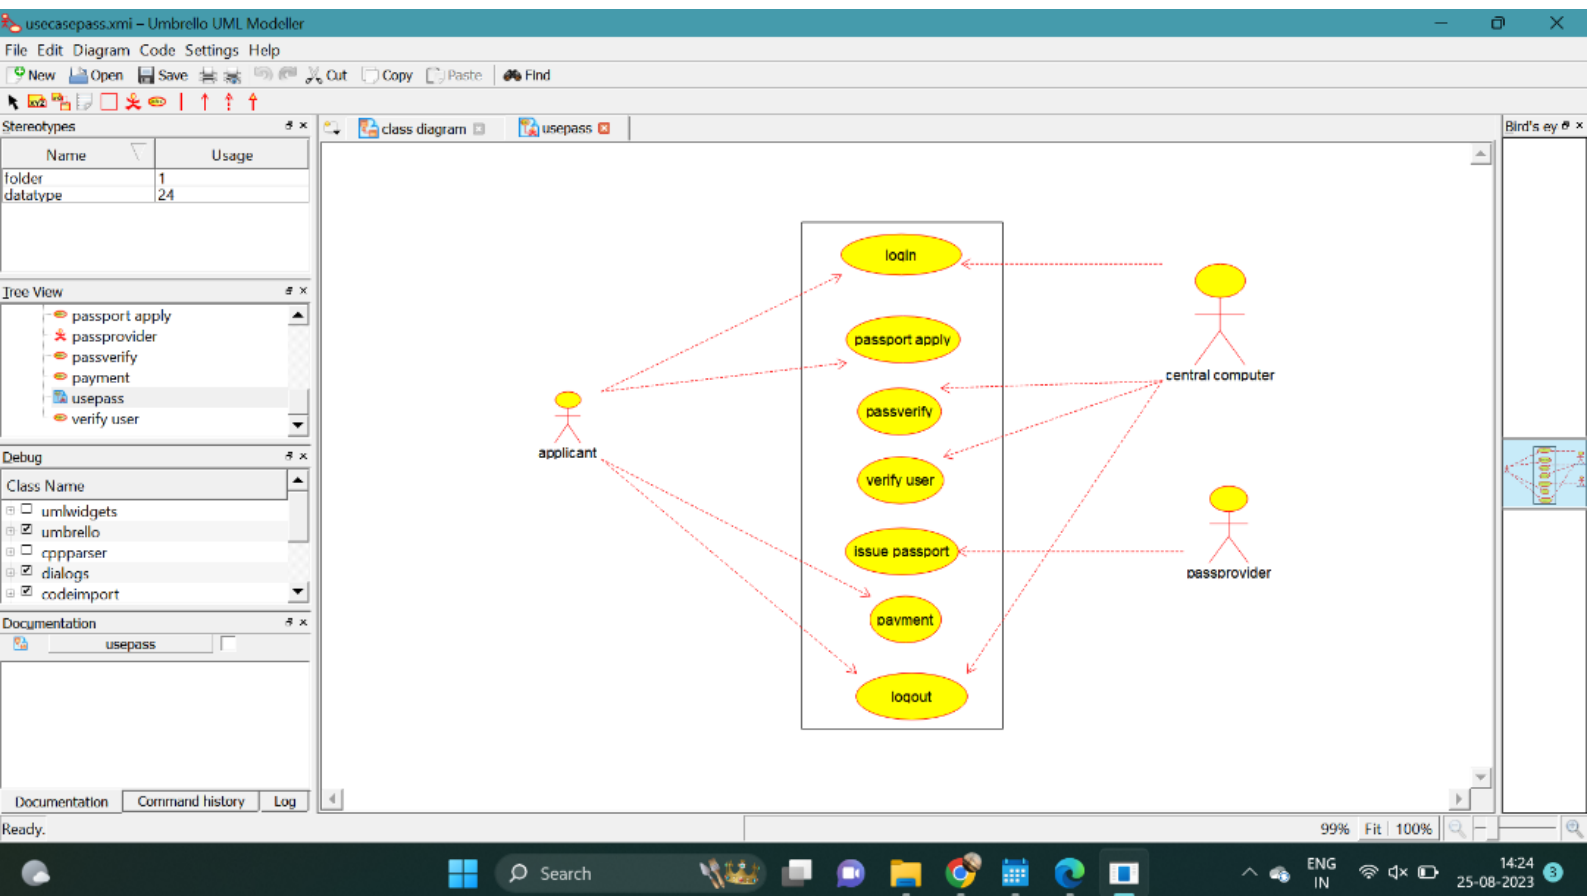 usecasepass.xmi – Umbrello UML Modeller
File Edit Diagram Code Settings Help
New Open Save Cut Copy Paste Find
Stereotypes
class diagram usepass
Bird's ey
Name Usage
folder 1
datatype 24
Tree View
passport apply
passprovider
passverify
payment
usepass
verify user
Debug
Class Name
umlwidgets
umbrello
cppparser
dialogs
codeimport
Documentation
usepass
Documentation Command history Log
login
passport apply
passverify
verify user
issue passport
payment
logout
applicant
central computer
passprovider
Ready.
99% Fit 100%
Search
ENG
IN
14:24
25-08-2023
3